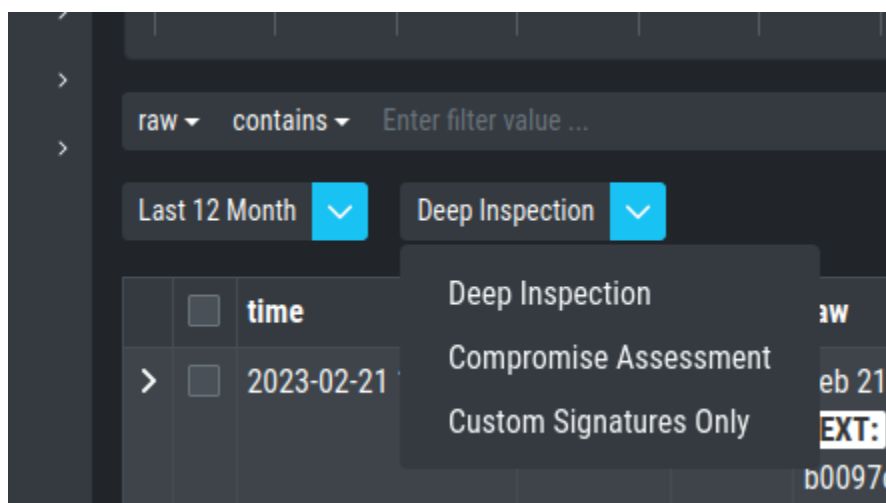 raw contains Enter filter value ...
Last 12 Month Deep Inspection
Deep Inspection
time
Compromise Assessment
2023-02-21
Custom Signatures Only